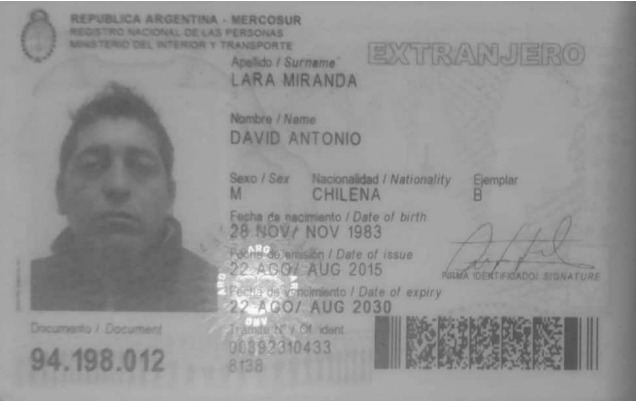 REPUBLICA ARGENTINA - MERCOSUR
REGISTRO NACIONAL DE LAS PERSONAS
MINISTERIO DEL INTERIOR Y TRANSPORTE
EXTRANJERO
Apellido / Surname
LARA MIRANDA
Nombre / Name
DAVID ANTONIO
Sexo / Sex Nacionalidad / Nationality Ejemplar
M CHILENA B
Fecha de nacimiento / Date of birth
28 NOV/ NOV 1983
Fecha de emisión / Date of issue
22 AGO/ AUG 2015
FIRMA IDENTIFICADO/ SIGNATURE
Fecha de vencimiento / Date of expiry
22 AGO/ AUG 2030
Documento / Document
94.198.012
Trámite N° / Of. ident.
00392310433
8138